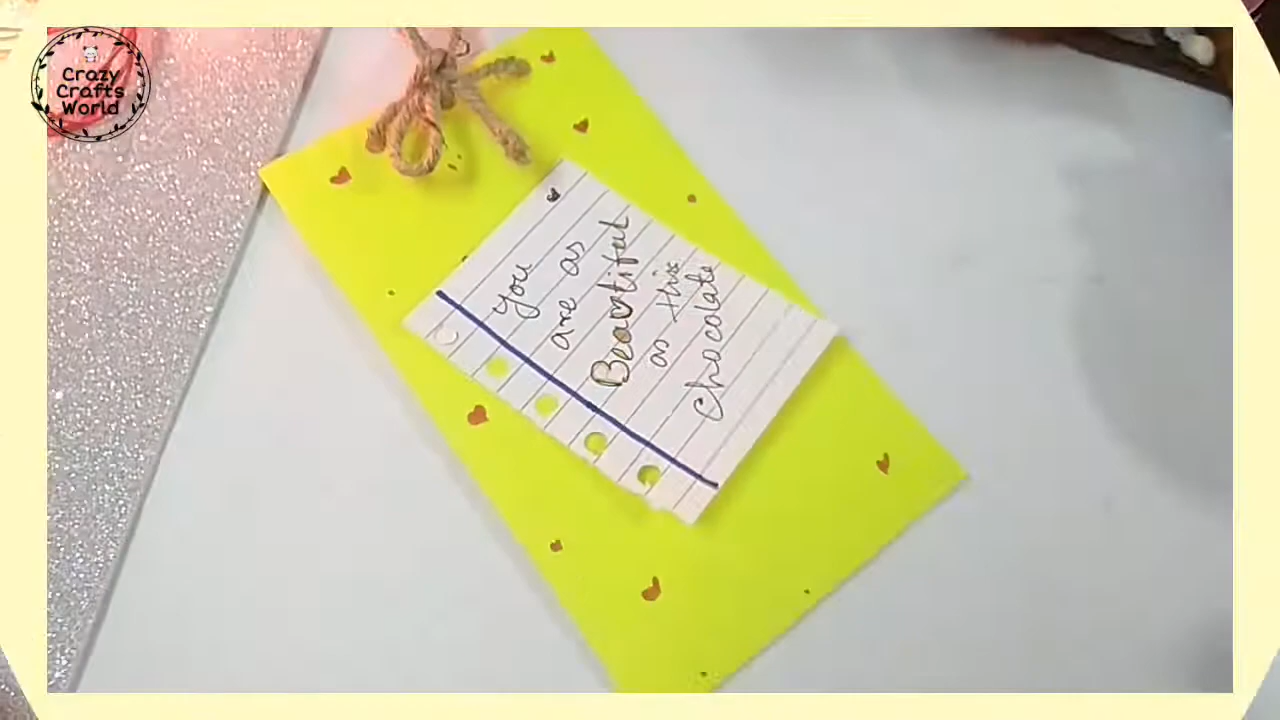 Crazy
Crafts
World
You
are as
Beautiful
as this
chocolate